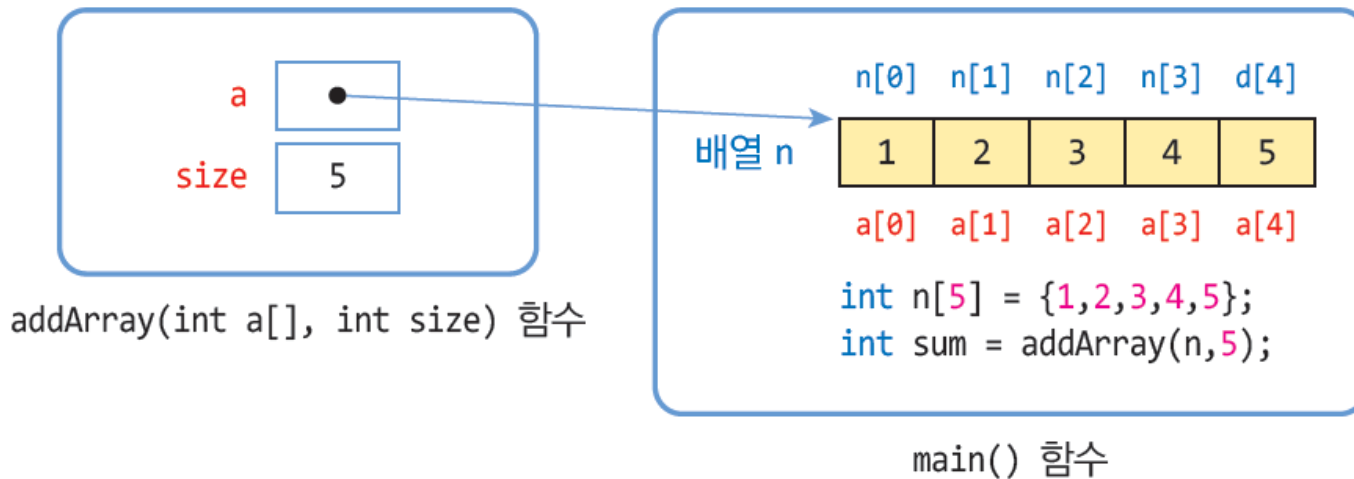 a
size 5
addArray(int a[], int size) 함수
n[0] n[1] n[2] n[3] d[4]
배열 n 1 2 3 4 5
a[0] a[1] a[2] a[3] a[4]
int n[5] = {1,2,3,4,5};
int sum = addArray(n,5);
main() 함수